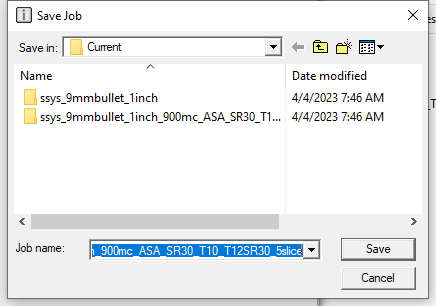 Save Job
Save in: Current
Name Date modified
ssys_9mmbullet_1inch 4/4/2023 7:46 AM
ssys_9mmbullet_1inch_900mc_ASA_SR30_T1... 4/4/2023 7:46 AM
Job name: _900mc_ASA_SR30_T10_T12SR30_5slice Save
Cancel